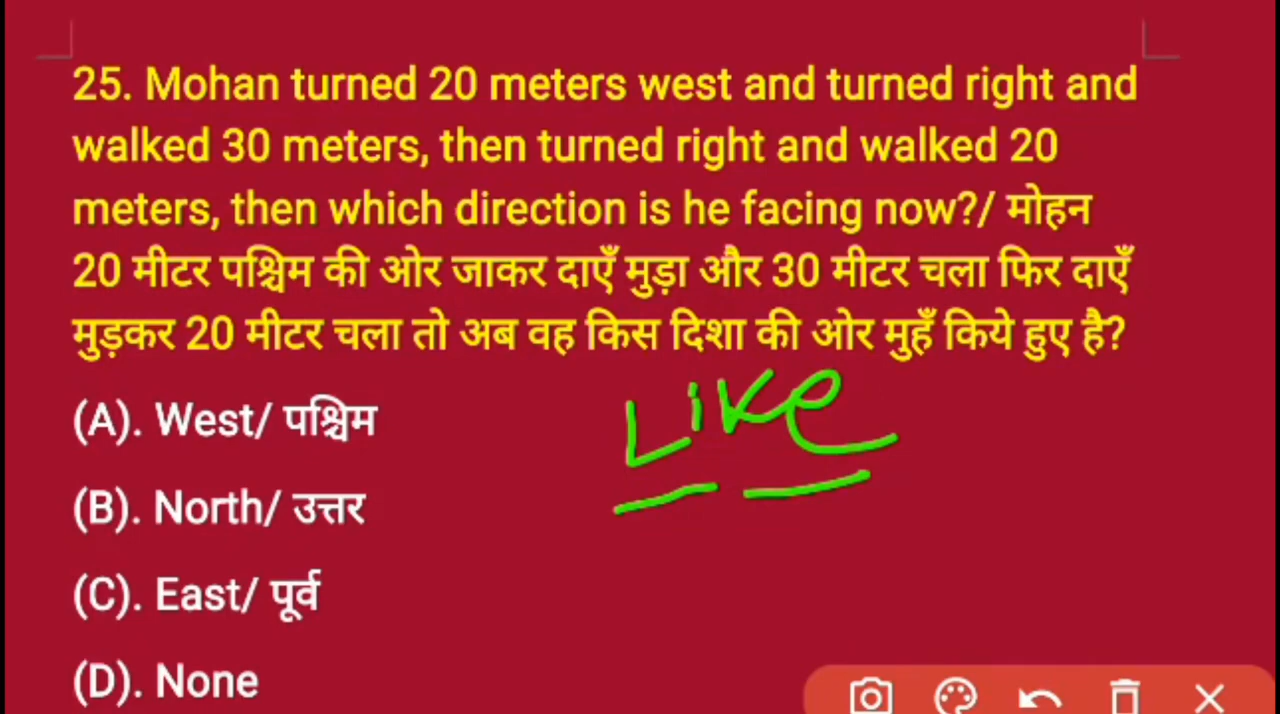 25. Mohan turned 20 meters west and turned right and
walked 30 meters, then turned right and walked 20
meters, then which direction is he facing now?/ मोहन
20 मीटर पश्चिम की ओर जाकर दाएँ मुड़ा और 30 मीटर चला फिर दाएँ
मुड़कर 20 मीटर चला तो अब वह किस दिशा की ओर मुहँ किये हुए है?
(A). West/ पश्चिम
Like
(B). North/ उत्तर
(C). East/ पूर्व
(D). None